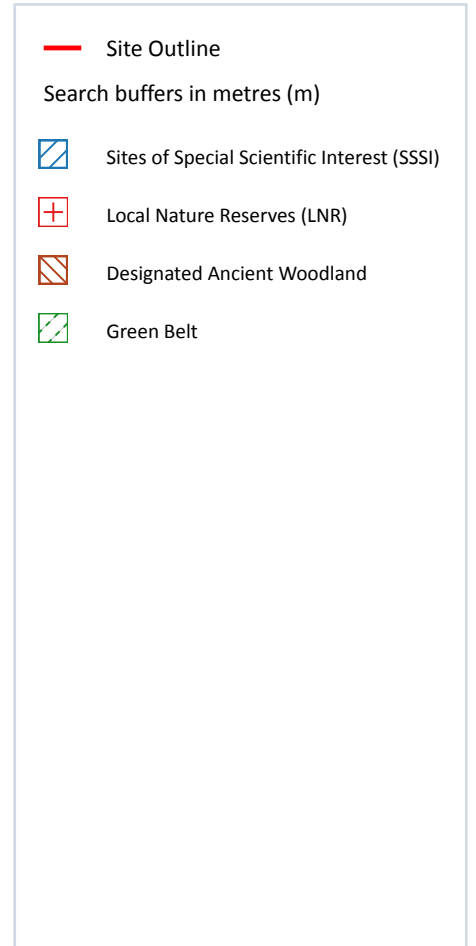 Site Outline
Search buffers in metres (m)
Sites of Special Scientific Interest (SSSI)
Local Nature Reserves (LNR)
Designated Ancient Woodland
Green Belt